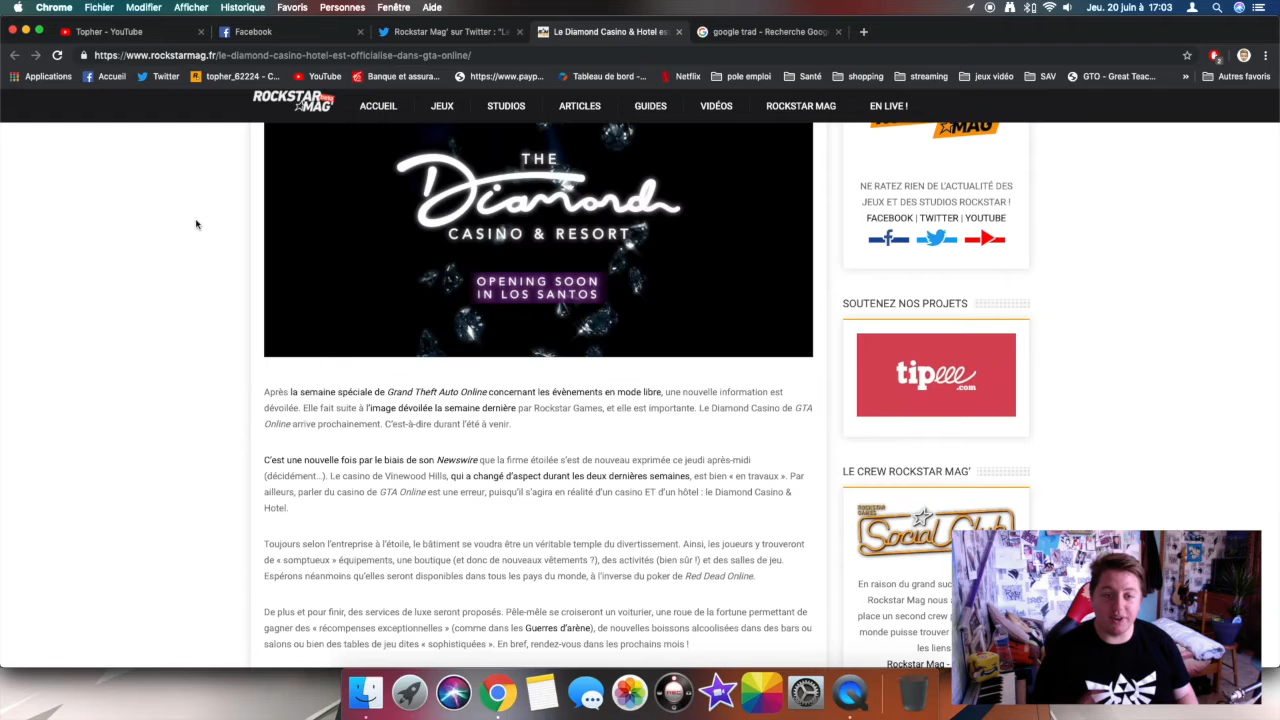 Chrome Fichier Modifier Afficher Historique Favoris Personnes Fenêtre Aide
Jeu. 20 juin à 17:03
Topher - YouTube
Facebook
Rockstar Mag' sur Twitter : "Le
Le Diamond Casino & Hotel est
google trad - Recherche Goog
https://www.rockstarmag.fr/le-diamond-casino-hotel-est-officialise-dans-gta-online/
Applications Accueil Twitter topher_62224 - C... YouTube Banque et assura... https://www.payp... Tableau de bord -... Netflix pole emploi Santé shopping streaming jeux vidéo SAV GTO - Great Teac... » Autres favoris
ROCKSTAR MAG'
ACCUEIL JEUX STUDIOS ARTICLES GUIDES VIDÉOS ROCKSTAR MAG EN LIVE !
THE
Diamond
CASINO & RESORT
OPENING SOON
IN LOS SANTOS
Après la semaine spéciale de Grand Theft Auto Online concernant les évènements en mode libre, une nouvelle information est
dévoilée. Elle fait suite à l'image dévoilée la semaine dernière par Rockstar Games, et elle est importante. Le Diamond Casino de GTA
Online arrive prochainement. C'est-à-dire durant l'été à venir.
C'est une nouvelle fois par le biais de son Newswire que la firme étoilée s'est de nouveau exprimée ce jeudi après-midi
(décidément...). Le casino de Vinewood Hills, qui a changé d'aspect durant les deux dernières semaines, est bien « en travaux ». Par
ailleurs, parler du casino de GTA Online est une erreur, puisqu'il s'agira en réalité d'un casino ET d'un hôtel : le Diamond Casino &
Hotel.
Toujours selon l'entreprise à l'étoile, le bâtiment se voudra être un véritable temple du divertissement. Ainsi, les joueurs y trouveront
de « somptueux » équipements, une boutique (et donc de nouveaux vêtements ?), des activités (bien sûr !) et des salles de jeu.
Espérons néanmoins qu'elles seront disponibles dans tous les pays du monde, à l'inverse du poker de Red Dead Online.
De plus et pour finir, des services de luxe seront proposés. Pêle-mêle se croiseront un voiturier, une roue de la fortune permettant de
gagner des « récompenses exceptionnelles » (comme dans les Guerres d'arène), de nouvelles boissons alcoolisées dans des bars ou
salons ou bien des tables de jeu dites « sophistiquées ». En bref, rendez-vous dans les prochains mois !
MAG
NE RATEZ RIEN DE L'ACTUALITÉ DES
JEUX ET DES STUDIOS ROCKSTAR !
FACEBOOK | TWITTER | YOUTUBE
SOUTENEZ NOS PROJETS
tipeee
.com
LE CREW ROCKSTAR MAG'
ROCKSTAR
GAMES
Social Club
En raison du grand suc
Rockstar Mag nous a
place un second crew p
monde puisse trouver
les liens
Rockstar Mag -